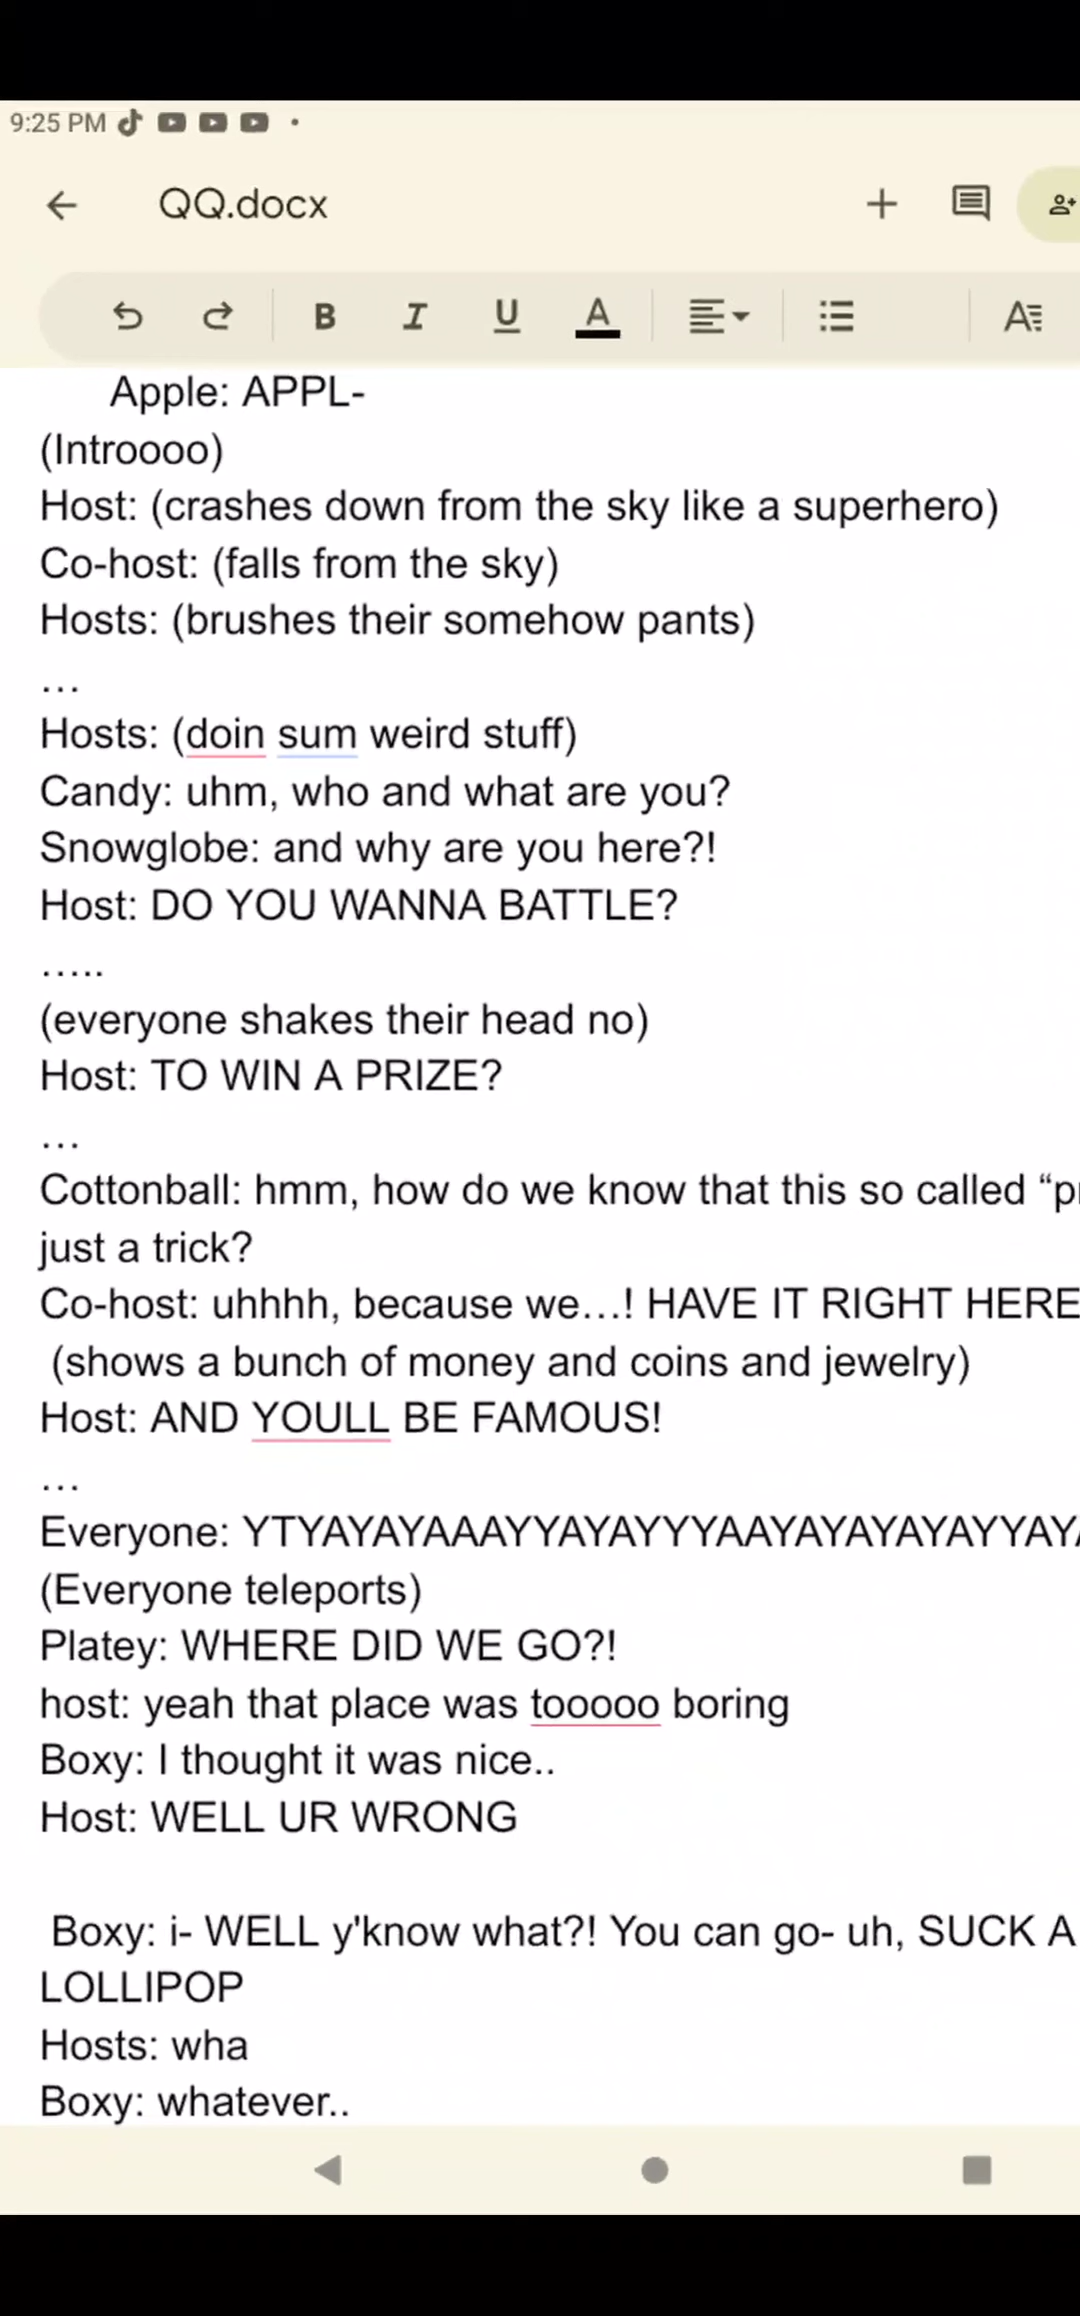 9:25 PM
QQ.docx
B I U A
Apple: APPL-
(Introooo)
Host: (crashes down from the sky like a superhero)
Co-host: (falls from the sky)
Hosts: (brushes their somehow pants)
…
Hosts: (doin sum weird stuff)
Candy: uhm, who and what are you?
Snowglobe: and why are you here?!
Host: DO YOU WANNA BATTLE?
…..
(everyone shakes their head no)
Host: TO WIN A PRIZE?
…
Cottonball: hmm, how do we know that this so called “
just a trick?
Co-host: uhhhh, because we…! HAVE IT RIGHT HERE
(shows a bunch of money and coins and jewelry)
Host: AND YOULL BE FAMOUS!
…
Everyone: YTYAYAYAAAYYAYAYYYAAYAYAYAYAYYAYA
(Everyone teleports)
Platey: WHERE DID WE GO?!
host: yeah that place was tooooo boring
Boxy: I thought it was nice..
Host: WELL UR WRONG
Boxy: i- WELL y'know what?! You can go- uh, SUCK A
LOLLIPOP
Hosts: wha
Boxy: whatever..